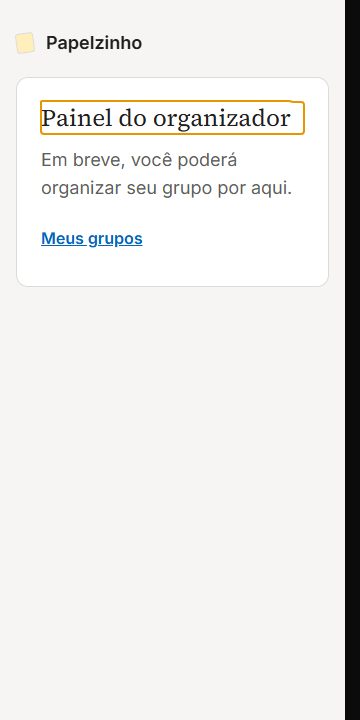 Papelzinho
Painel do organizador
Em breve, você poderá
organizar seu grupo por aqui.
Meus grupos